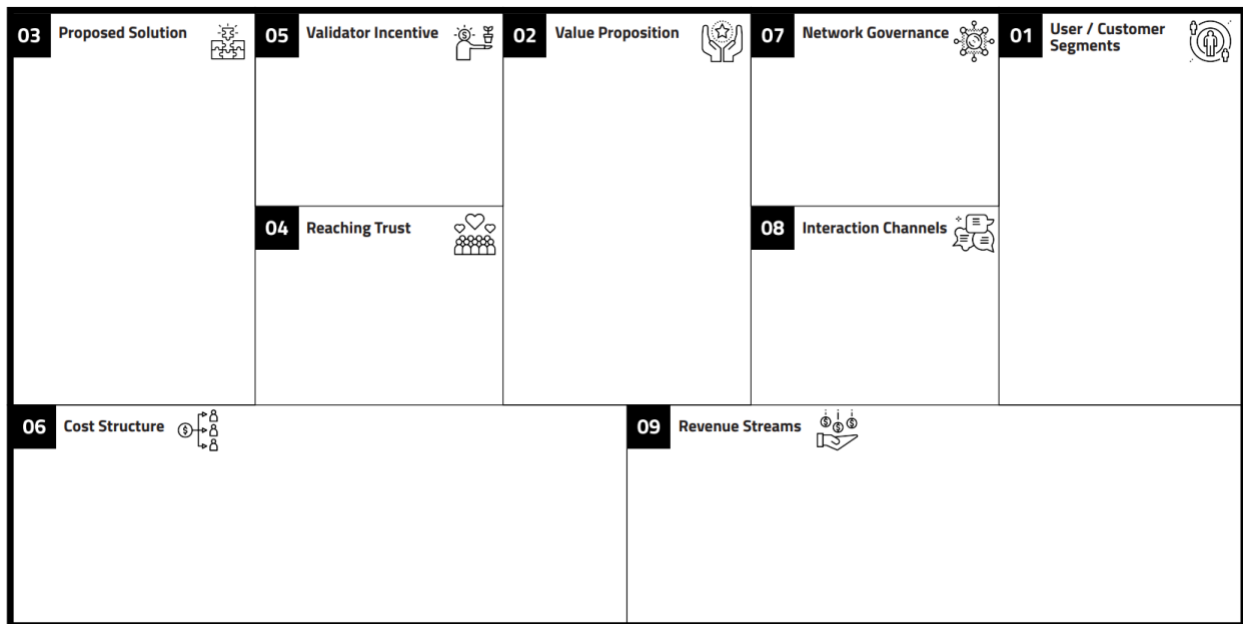 03 Proposed Solution
05 Validator Incentive
02 Value Proposition
07 Network Governance
01 User / Customer
Segments
04 Reaching Trust
08 Interaction Channels
06 Cost Structure
09 Revenue Streams